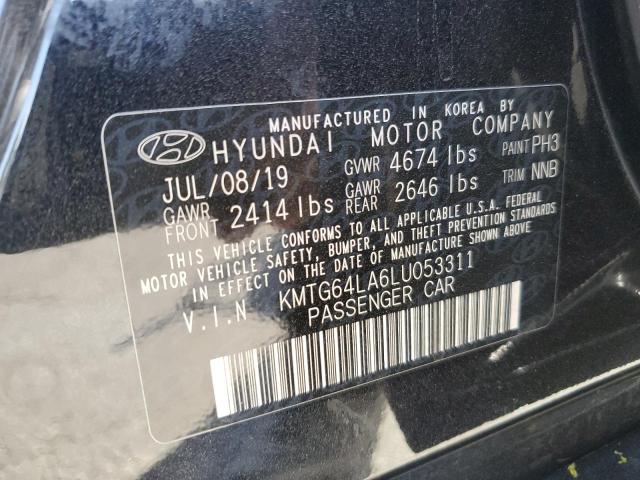 MANUFACTURED IN KOREA BY
HYUNDAI MOTOR COMPANY
JUL/08/19 GVWR 4674 lbs PAINT PH3
GAWR FRONT 2414 lbs GAWR REAR 2646 lbs TRIM NNB
THIS VEHICLE CONFORMS TO ALL APPLICABLE U.S.A. FEDERAL
MOTOR VEHICLE SAFETY, BUMPER, AND THEFT PREVENTION STANDARDS
IN EFFECT ON THE DATE OF MANUFACTURE SHOWN ABOVE.
V.I.N KMTG64LA6LU053311
PASSENGER CAR